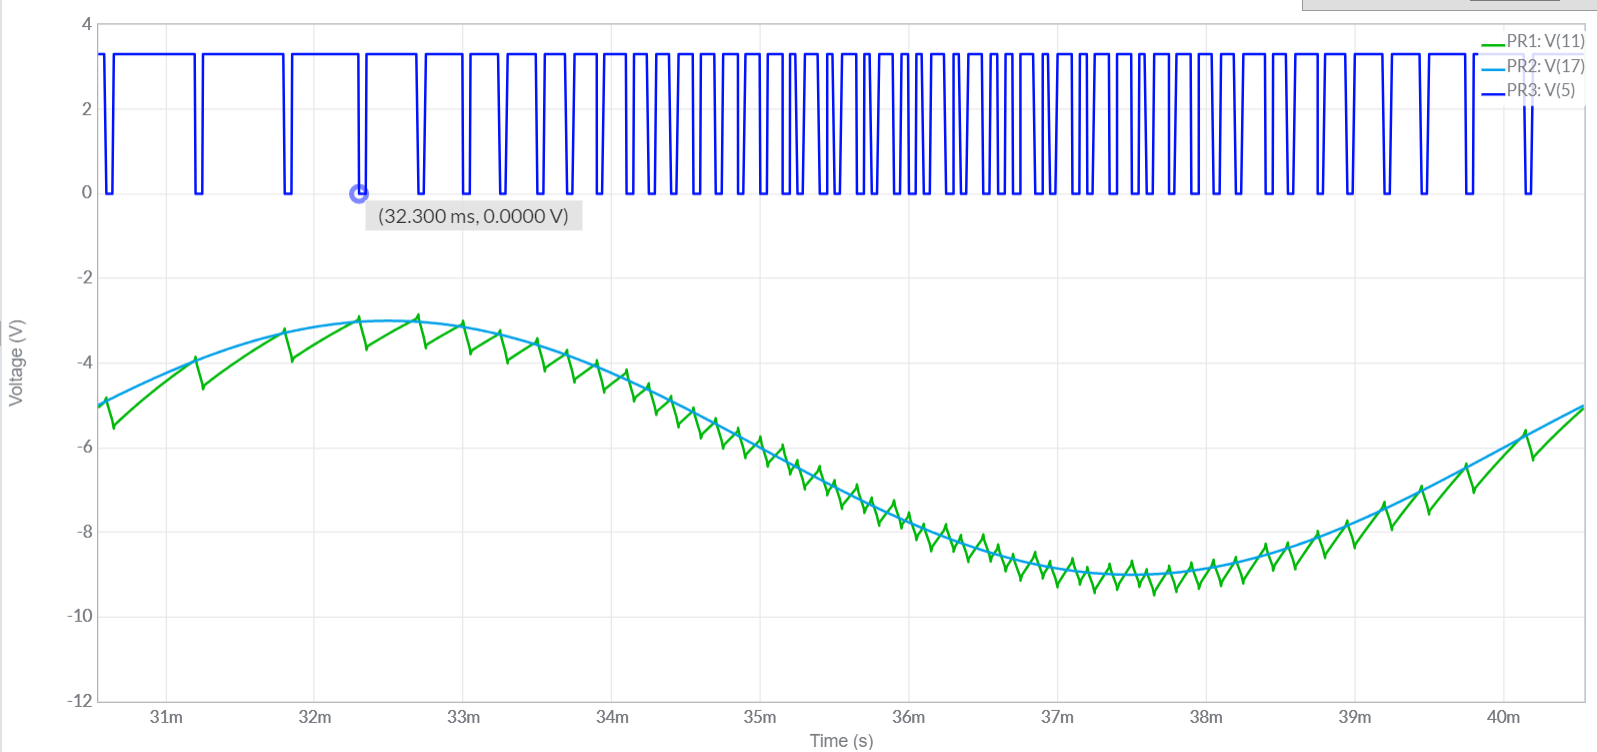 4
PR1: V(11)
PR2: V(17)
PR3: V(5)
2
0
(32.300 ms, 0.0000 V)
-2
-4
-6
-8
-10
-12
Voltage (V)
31m 32m 33m 34m 35m 36m 37m 38m 39m 40m
Time (s)